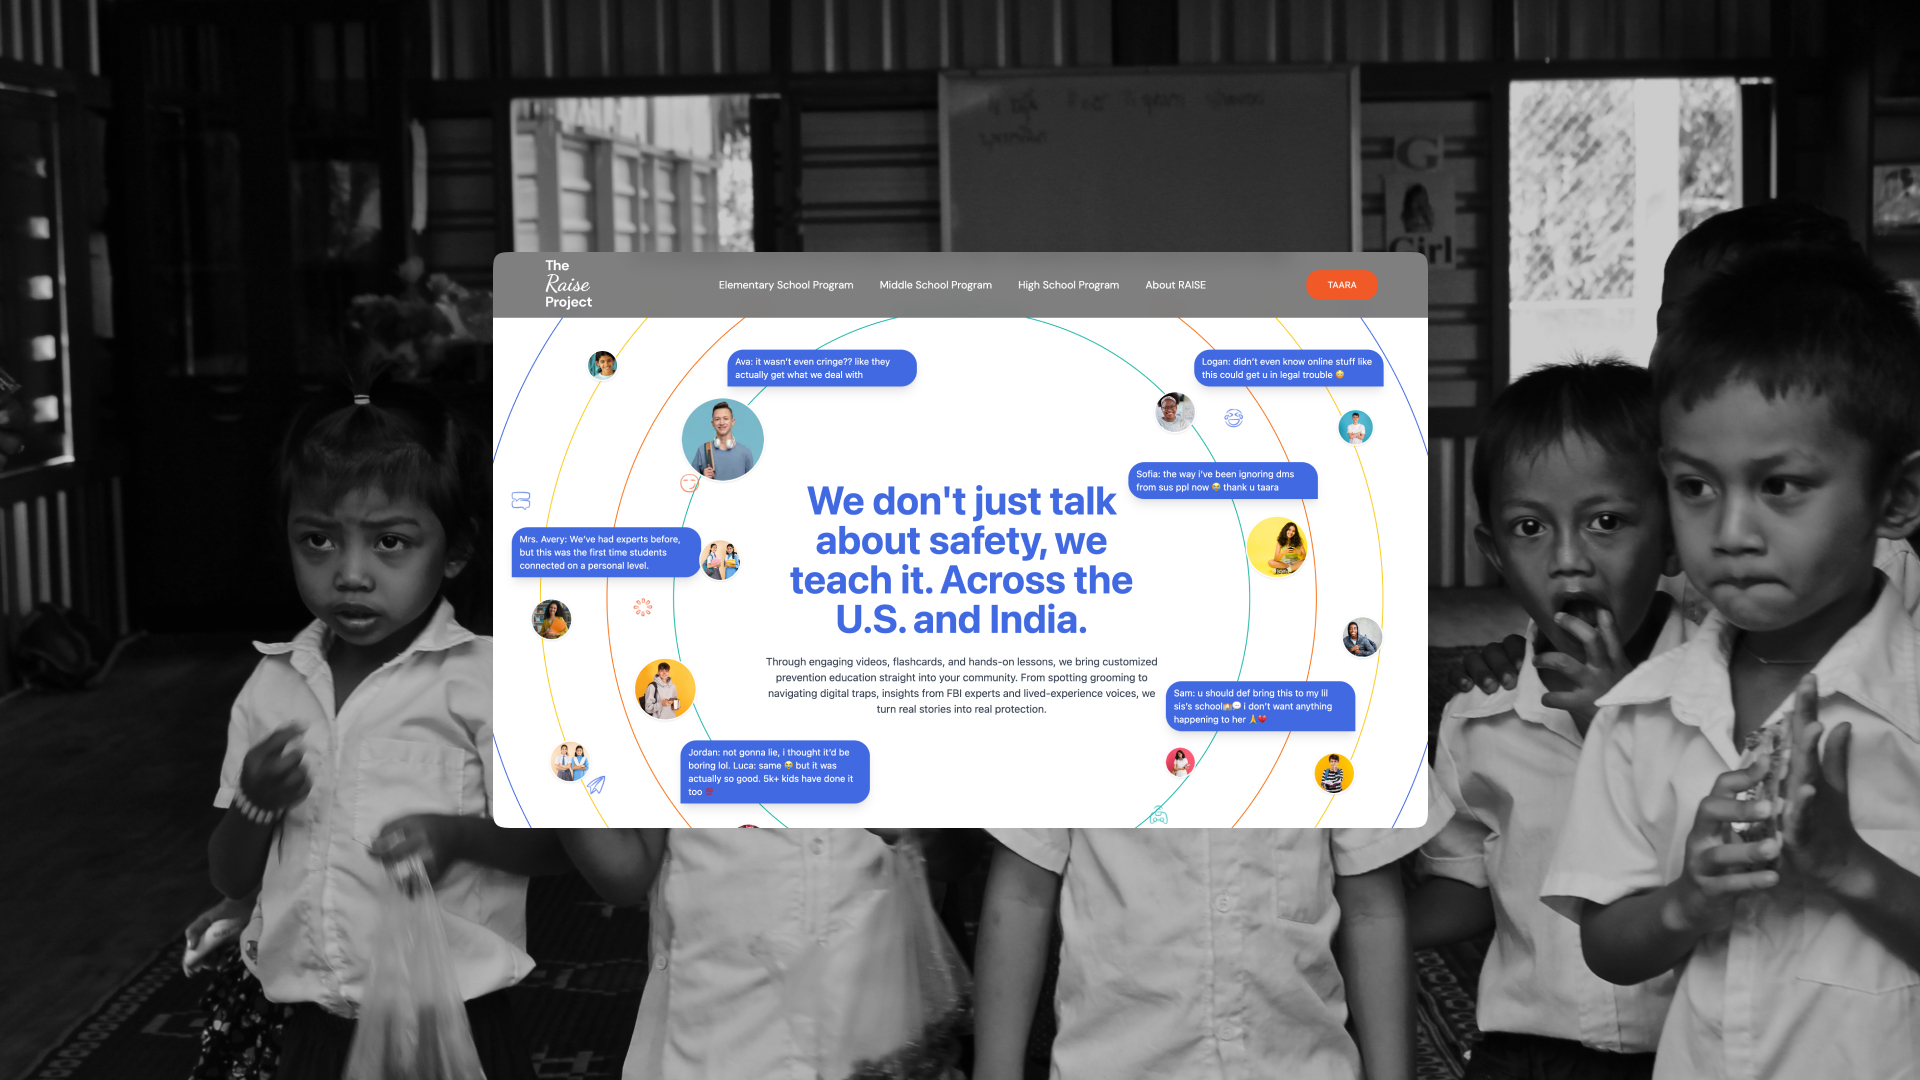 G
Girl
The
Raise
Project
Elementary School Program
Middle School Program
High School Program
About RAISE
TAARA
Ava: it wasn't even cringe?? like they
actually get what we deal with
Logan: didn't even know online stuff like
this could get u in legal trouble 😅
Sofia: the way i've been ignoring dms
from sus ppl now 😭 thank u taara
We don't just talk
about safety, we
teach it. Across the
U.S. and India.
Mrs. Avery: We've had experts before,
but this was the first time students
connected on a personal level.
Through engaging videos, flashcards, and hands-on lessons, we bring customized
prevention education straight into your community. From spotting grooming to
navigating digital traps, insights from FBI experts and lived-experience voices, we
turn real stories into real protection.
Sam: u should def bring this to my lil
sis's school🏫💬 i don't want anything
happening to her 🙏💔
Jordan: not gonna lie, i thought it'd be
boring lol. Luca: same 😭 but it was
actually so good. 5k+ kids have done it
too 💯